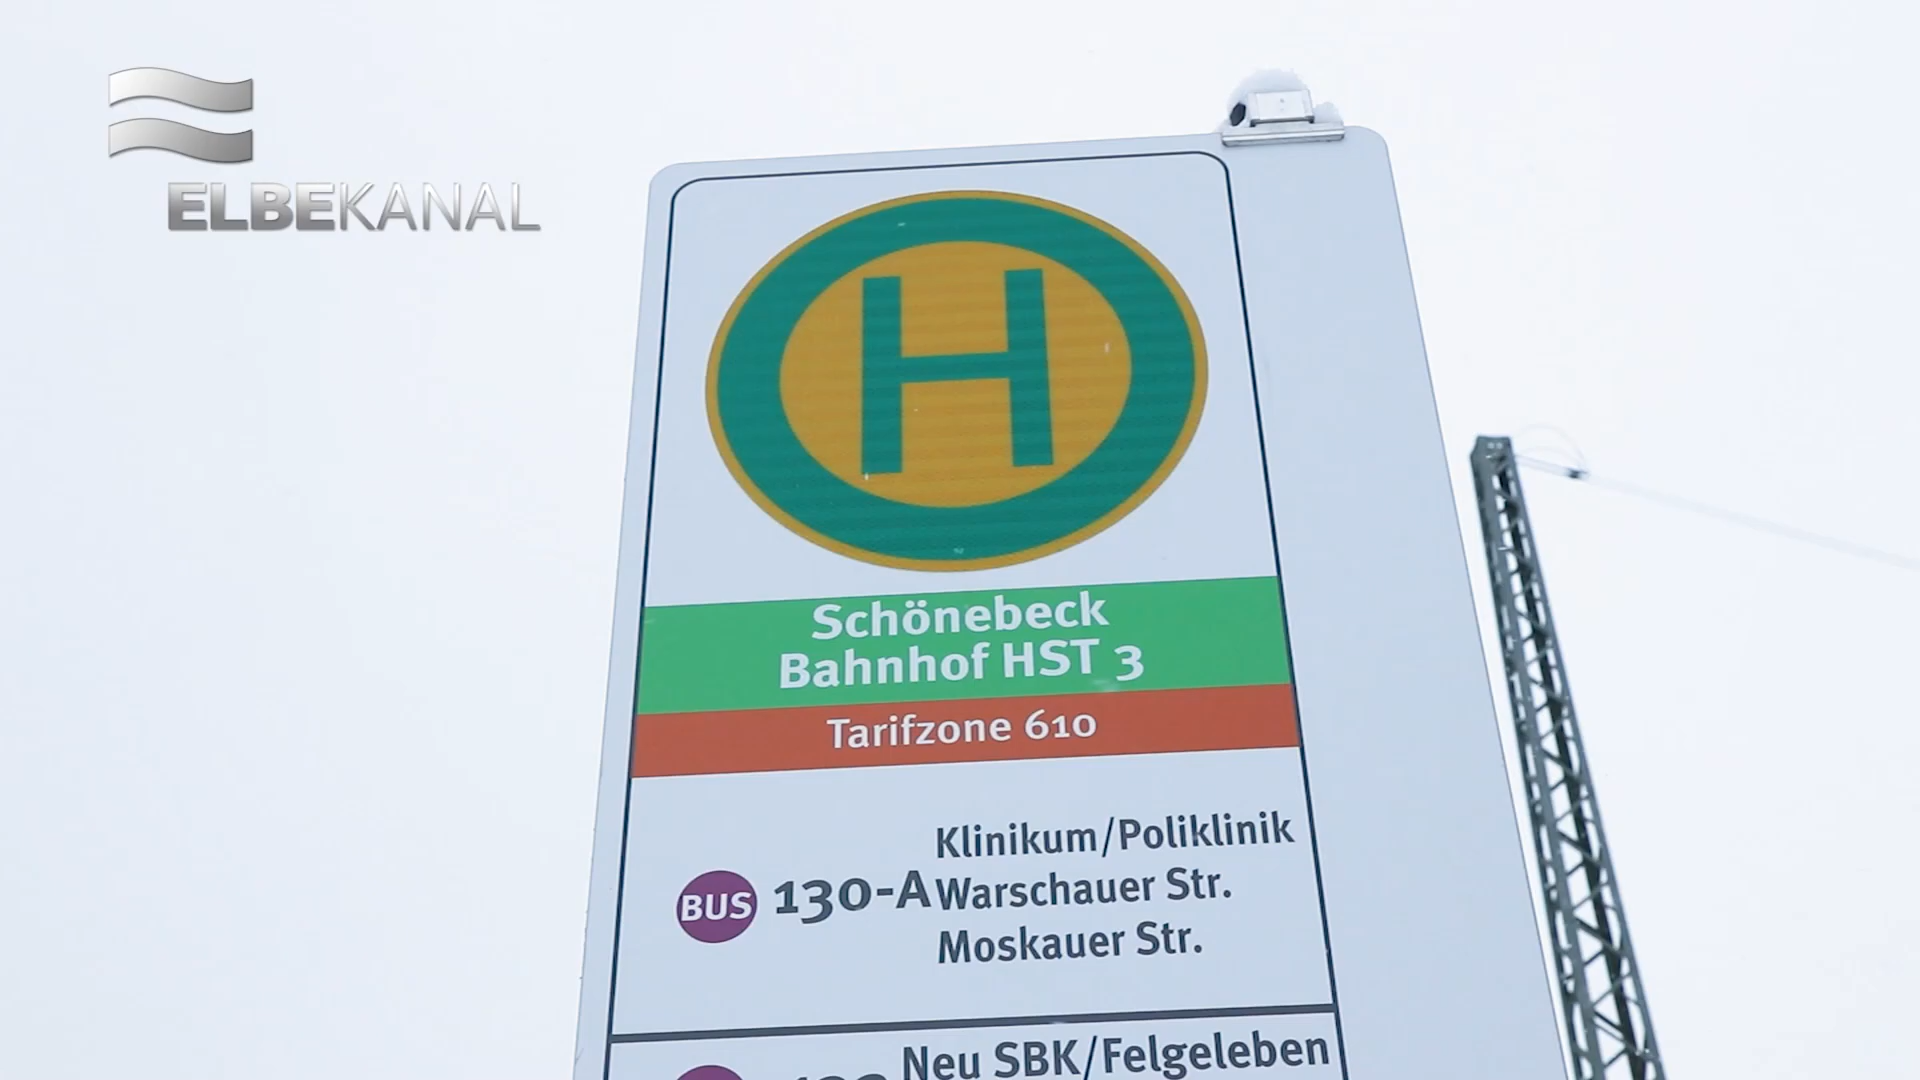 ELBEKANAL
H
Schönebeck
Bahnhof HST 3
Tarifzone 610
Klinikum/Poliklinik
BUS 130-A Warschauer Str.
Moskauer Str.
Neu SBK/Felgeleben